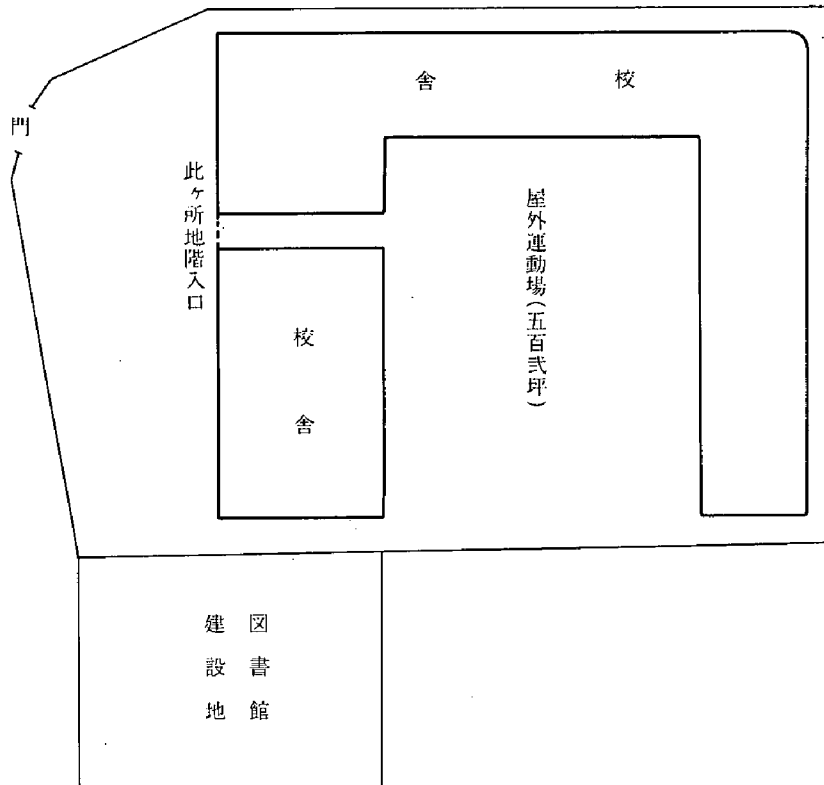 校舎
門
此ヶ所地階入口
屋外運動場(五百弐坪)
校舎
図書館
建設地